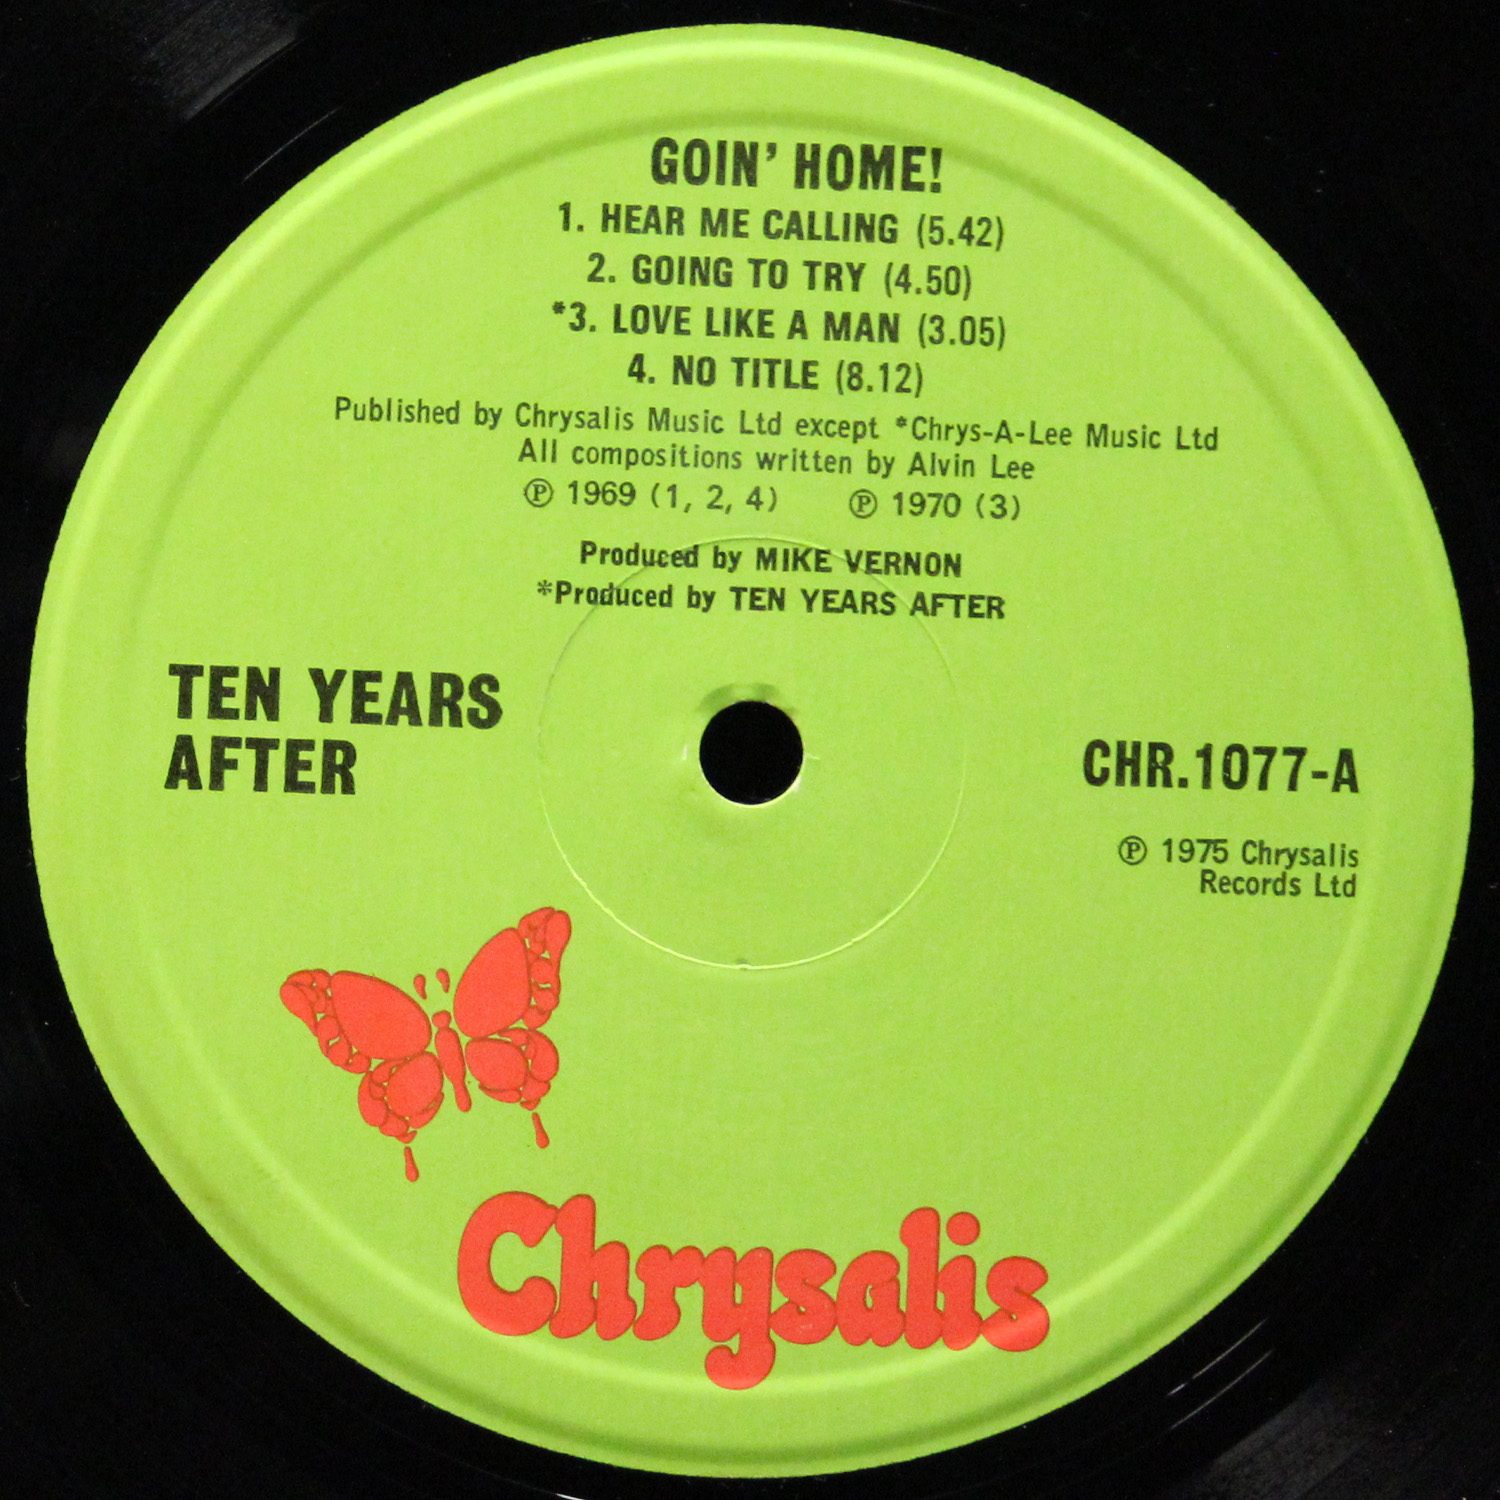 GOIN' HOME!
1. HEAR ME CALLING (5.42)
2. GOING TO TRY (4.50)
*3. LOVE LIKE A MAN (3.05)
4. NO TITLE (8.12)
Published by Chrysalis Music Ltd except *Chrys-A-Lee Music Ltd
All compositions written by Alvin Lee
℗ 1969 (1, 2, 4) ℗ 1970 (3)
Produced by MIKE VERNON
*Produced by TEN YEARS AFTER
TEN YEARS
AFTER
CHR.1077-A
℗ 1975 Chrysalis
Records Ltd
Chrysalis